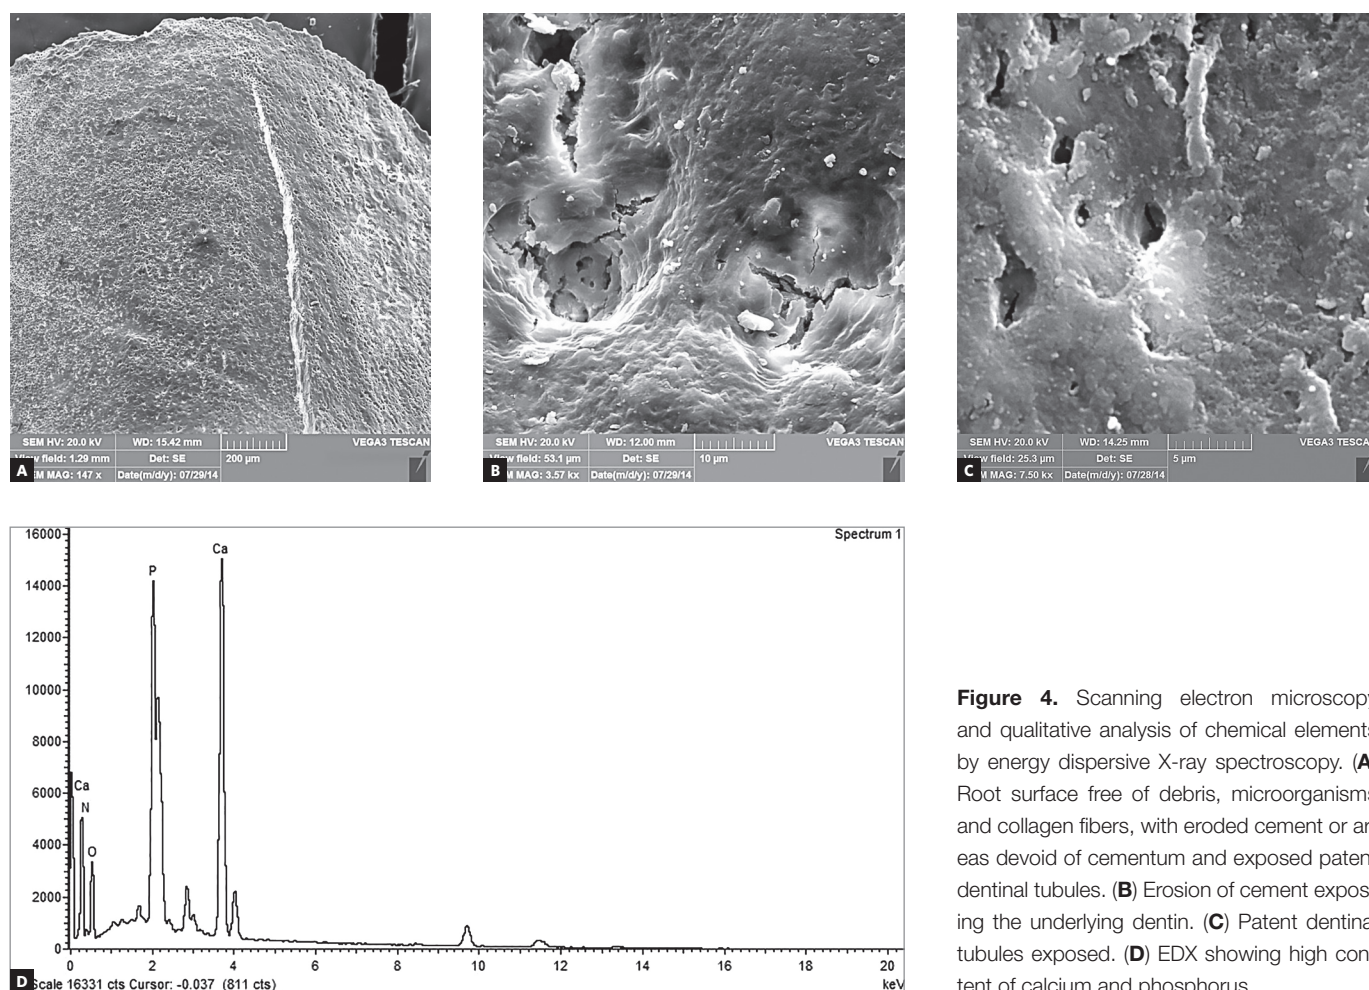 SEM HV: 20.0 kV WD: 15.42 mm VEGA3 TESCAN
View field: 1.29 mm Det: SE 200 µm
A EM MAG: 147 x Date(m/d/y): 07/29/14
SEM HV: 20.0 kV WD: 12.00 mm VEGA3 TESCAN
View field: 53.1 µm Det: SE 10 µm
B M MAG: 3.57 kx Date(m/d/y): 07/29/14
SEM HV: 20.0 kV WD: 14.25 mm VEGA3 TESCA
View field: 25.3 µm Det: SE 5 µm
C M MAG: 7.50 kx Date(m/d/y): 07/28/14
Spectrum 1
16000
14000
12000
10000
8000
6000
4000
2000
0
Ca
N
O
P
Ca
0 2 4 6 8 10 12 14 16 18 20
D Scale 16331 cts Cursor: -0.037 (811 cts) keV
Figure 4. Scanning electron microscopy
and qualitative analysis of chemical elements
by energy dispersive X-ray spectroscopy. (A
Root surface free of debris, microorganisms
and collagen fibers, with eroded cement or ar
eas devoid of cementum and exposed paten
dentinal tubules. (B) Erosion of cement expos
ing the underlying dentin. (C) Patent dentina
tubules exposed. (D) EDX showing high con
tent of calcium and phosphorus.